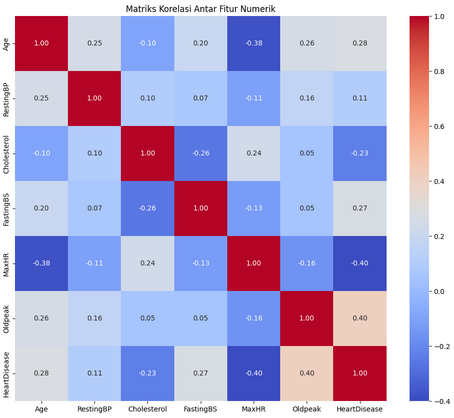 Matriks Korelasi Antar Fitur Numerik
Age 1.00 0.25 -0.10 0.20 -0.38 0.26 0.28
RestingBP 0.25 1.00 0.10 0.07 -0.11 0.16 0.11
Cholesterol -0.10 0.10 1.00 -0.26 0.24 0.05 -0.23
FastingBS 0.20 0.07 -0.26 1.00 -0.13 0.05 0.27
MaxHR -0.38 -0.11 0.24 -0.13 1.00 -0.16 -0.40
Oldpeak 0.26 0.16 0.05 0.05 -0.16 1.00 0.40
HeartDisease 0.28 0.11 -0.23 0.27 -0.40 0.40 1.00
Age RestingBP Cholesterol FastingBS MaxHR Oldpeak HeartDisease
1.0
0.8
0.6
0.4
0.2
0.0
-0.2
-0.4